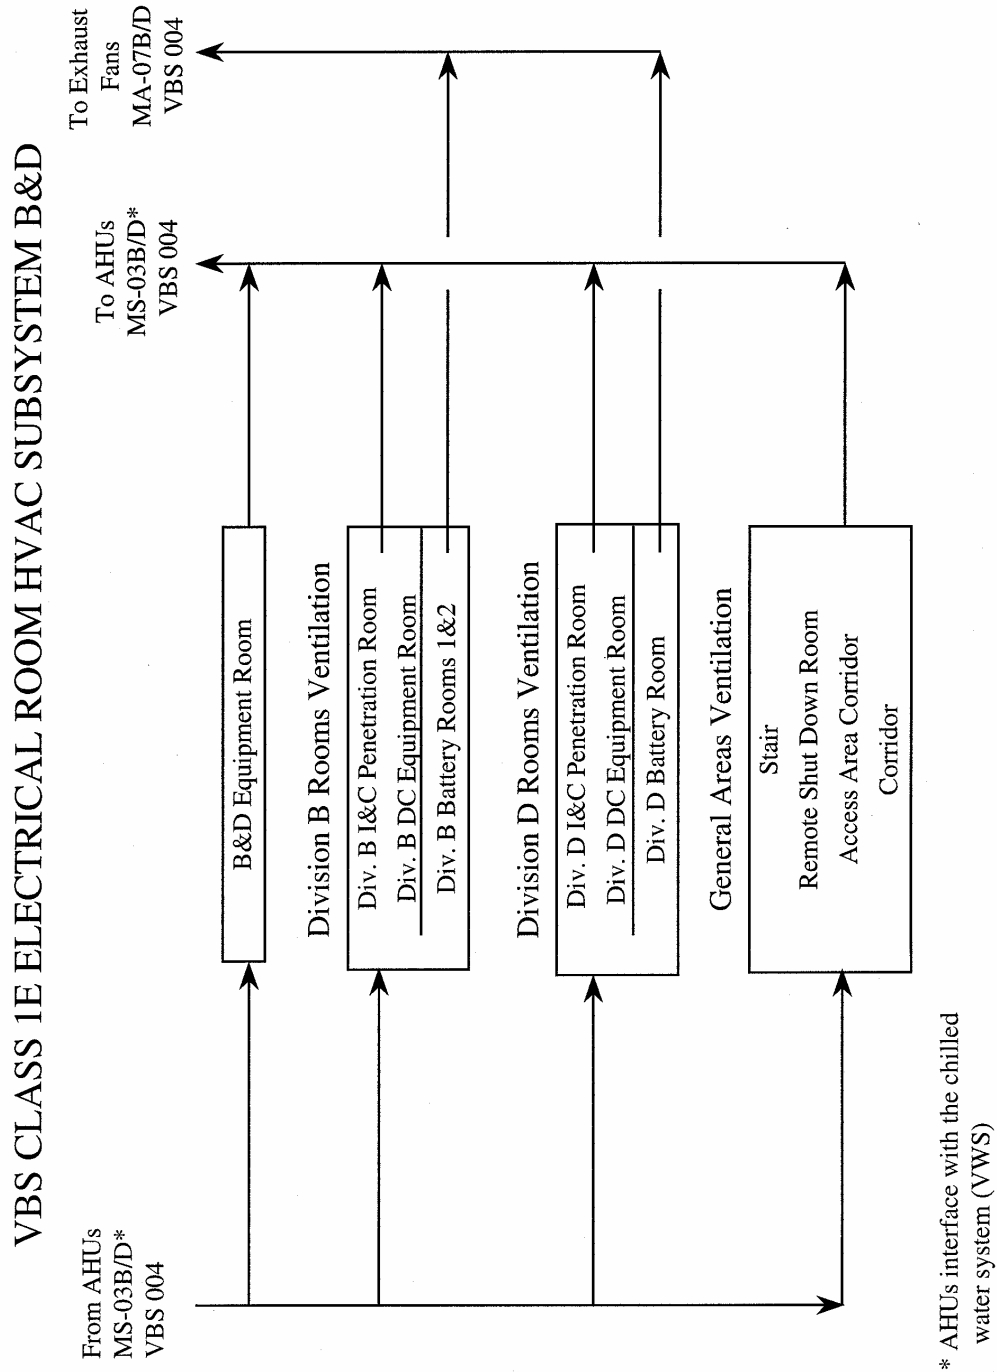 VBS CLASS 1E ELECTRICAL ROOM HVAC SUBSYSTEM B&D
From AHUs
MS-03B/D*
VBS 004
To AHUs
MS-03B/D*
VBS 004
To Exhaust
Fans
MA-07B/D
VBS 004
B&D Equipment Room
Division B Rooms Ventilation
Div. B I&C Penetration Room
Div. B DC Equipment Room
Div. B Battery Rooms 1&2
Division D Rooms Ventilation
Div. D I&C Penetration Room
Div. D DC Equipment Room
Div. D Battery Room
General Areas Ventilation
Stair
Remote Shut Down Room
Access Area Corridor
Corridor
* AHUs interface with the chilled
water system (VWS)